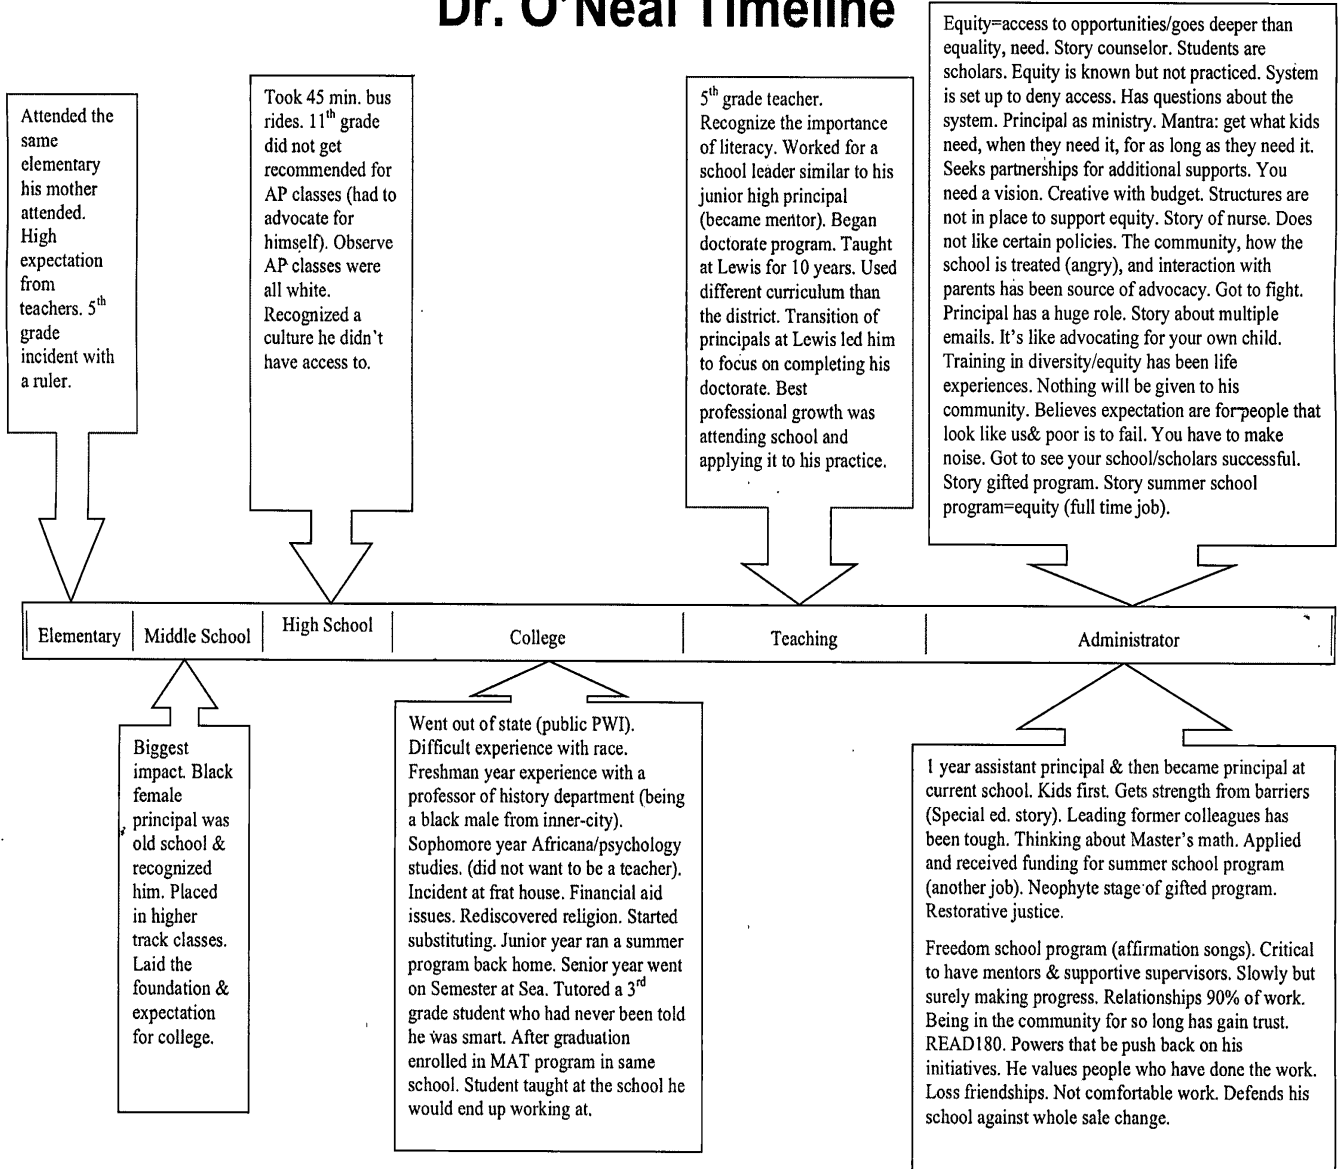 Dr. O'Neal Timeline
Attended the
same
elementary
his mother
attended.
High
expectation
from
teachers. 5th
grade
incident with
a ruler.
Took 45 min. bus
rides. 11th grade
did not get
recommended for
AP classes (had to
advocate for
himself). Observe
AP classes were
all white.
Recognized a
culture he didn't
have access to.
5th grade teacher.
Recognize the importance
of literacy. Worked for a
school leader similar to his
junior high principal
(became mentor). Began
doctorate program. Taught
at Lewis for 10 years. Used
different curriculum than
the district. Transition of
principals at Lewis led him
to focus on completing his
doctorate. Best
professional growth was
attending school and
applying it to his practice.
Equity=access to opportunities/goes deeper than
equality, need. Story counselor. Students are
scholars. Equity is known but not practiced. System
is set up to deny access. Has questions about the
system. Principal as ministry. Mantra: get what kids
need, when they need it, for as long as they need it.
Seeks partnerships for additional supports. You
need a vision. Creative with budget. Structures are
not in place to support equity. Story of nurse. Does
not like certain policies. The community, how the
school is treated (angry), and interaction with
parents has been source of advocacy. Got to fight.
Principal has a huge role. Story about multiple
emails. It's like advocating for your own child.
Training in diversity/equity has been life
experiences. Nothing will be given to his
community. Believes expectation are for people that
look like us& poor is to fail. You have to make
noise. Got to see your school/scholars successful.
Story gifted program. Story summer school
program=equity (full time job).
Elementary
Middle School
High School
College
Teaching
Administrator
Biggest
impact. Black
female
principal was
old school &
recognized
him. Placed
in higher
track classes.
Laid the
foundation &
expectation
for college.
Went out of state (public PWI).
Difficult experience with race.
Freshman year experience with a
professor of history department (being
a black male from inner-city).
Sophomore year Africana/psychology
studies. (did not want to be a teacher).
Incident at frat house. Financial aid
issues. Rediscovered religion. Started
substituting. Junior year ran a summer
program back home. Senior year went
on Semester at Sea. Tutored a 3rd
grade student who had never been told
he was smart. After graduation
enrolled in MAT program in same
school. Student taught at the school he
would end up working at.
1 year assistant principal & then became principal at
current school. Kids first. Gets strength from barriers
(Special ed. story). Leading former colleagues has
been tough. Thinking about Master's math. Applied
and received funding for summer school program
(another job). Neophyte stage of gifted program.
Restorative justice.
Freedom school program (affirmation songs). Critical
to have mentors & supportive supervisors. Slowly but
surely making progress. Relationships 90% of work.
Being in the community for so long has gain trust.
READ180. Powers that be push back on his
initiatives. He values people who have done the work.
Loss friendships. Not comfortable work. Defends his
school against whole sale change.